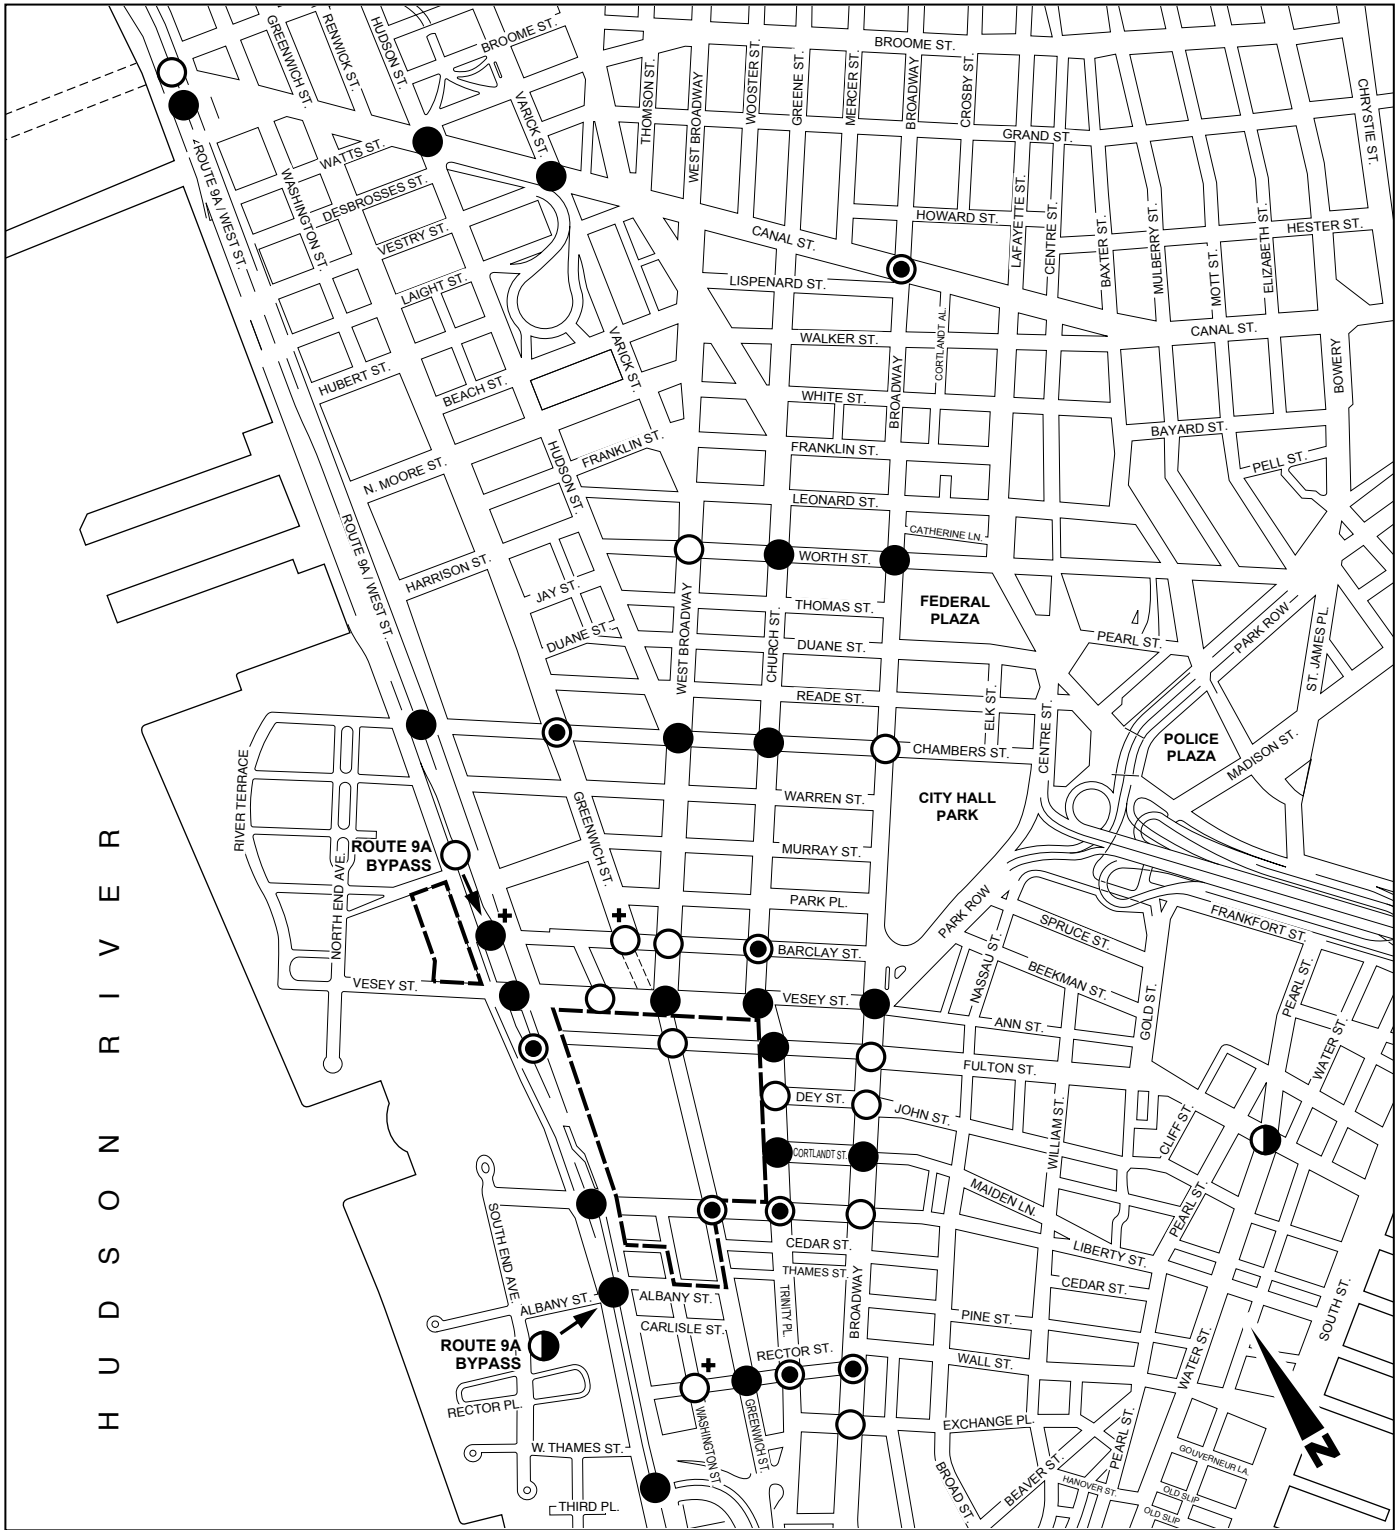 GREENWICH ST.
RENWICK ST.
HUDSON ST.
BROOME ST.
BROOME ST.
VARICK ST.
THOMSON ST.
WEST BROADWAY
WOOSTER ST.
GREENE ST.
MERCER ST.
BROADWAY
CROSBY ST.
CHRYSTIE ST.
GRAND ST.
WATTS ST.
ROUTE 9A / WEST ST.
WASHINGTON ST.
DESBROSSES ST.
VESTRY ST.
LAIGHT ST.
CANAL ST.
HOWARD ST.
LAFAYETTE ST.
CENTRE ST.
BAXTER ST.
MULBERRY ST.
MOTT ST.
ELIZABETH ST.
HESTER ST.
LISPENARD ST.
WALKER ST.
CORTLANDT AL.
CANAL ST.
BOWERY
VARICK ST.
HUBERT ST.
BEACH ST.
WHITE ST.
BROADWAY
BAYARD ST.
PELL ST.
FRANKLIN ST.
FRANKLIN ST.
HUDSON ST.
N. MOORE ST.
LEONARD ST.
CATHERINE LN.
ROUTE 9A / WEST ST.
WORTH ST.
HARRISON ST.
JAY ST.
DUANE ST.
THOMAS ST.
FEDERAL
PLAZA
WEST BROADWAY
CHURCH ST.
DUANE ST.
PEARL ST.
PARK ROW
ST. JAMES PL.
READE ST.
ELK ST.
CENTRE ST.
CHAMBERS ST.
POLICE
PLAZA
MADISON ST.
RIVER TERRACE
GREENWICH ST.
WARREN ST.
CITY HALL
PARK
ROUTE 9A
BYPASS
NORTH END AVE.
MURRAY ST.
PARK PL.
PARK ROW
SPRUCE ST.
FRANKFORT ST.
BARCLAY ST.
NASSAU ST.
BEEKMAN ST.
GOLD ST.
PEARL ST.
WATER ST.
VESEY ST.
VESEY ST.
ANN ST.
FULTON ST.
DEY ST.
JOHN ST.
WILLIAM ST.
CLIFF ST.
CORTLANDT ST.
MAIDEN LN.
PEARL ST.
HUDSON RIVER
SOUTH END AVE.
CEDAR ST.
LIBERTY ST.
THAMES ST.
CEDAR ST.
ALBANY ST.
ALBANY ST.
TRINITY PL.
BROADWAY
PINE ST.
SOUTH ST.
CARLISLE ST.
ROUTE 9A
BYPASS
RECTOR ST.
WALL ST.
WATER ST.
RECTOR PL.
WASHINGTON ST.
GREENWICH ST.
EXCHANGE PL.
PEARL ST.
N
W. THAMES ST.
BROAD ST.
BEAVER ST.
HANOVER ST.
GOUVERNEUR LA.
OLD SLIP
OLD SLIP
THIRD PL.